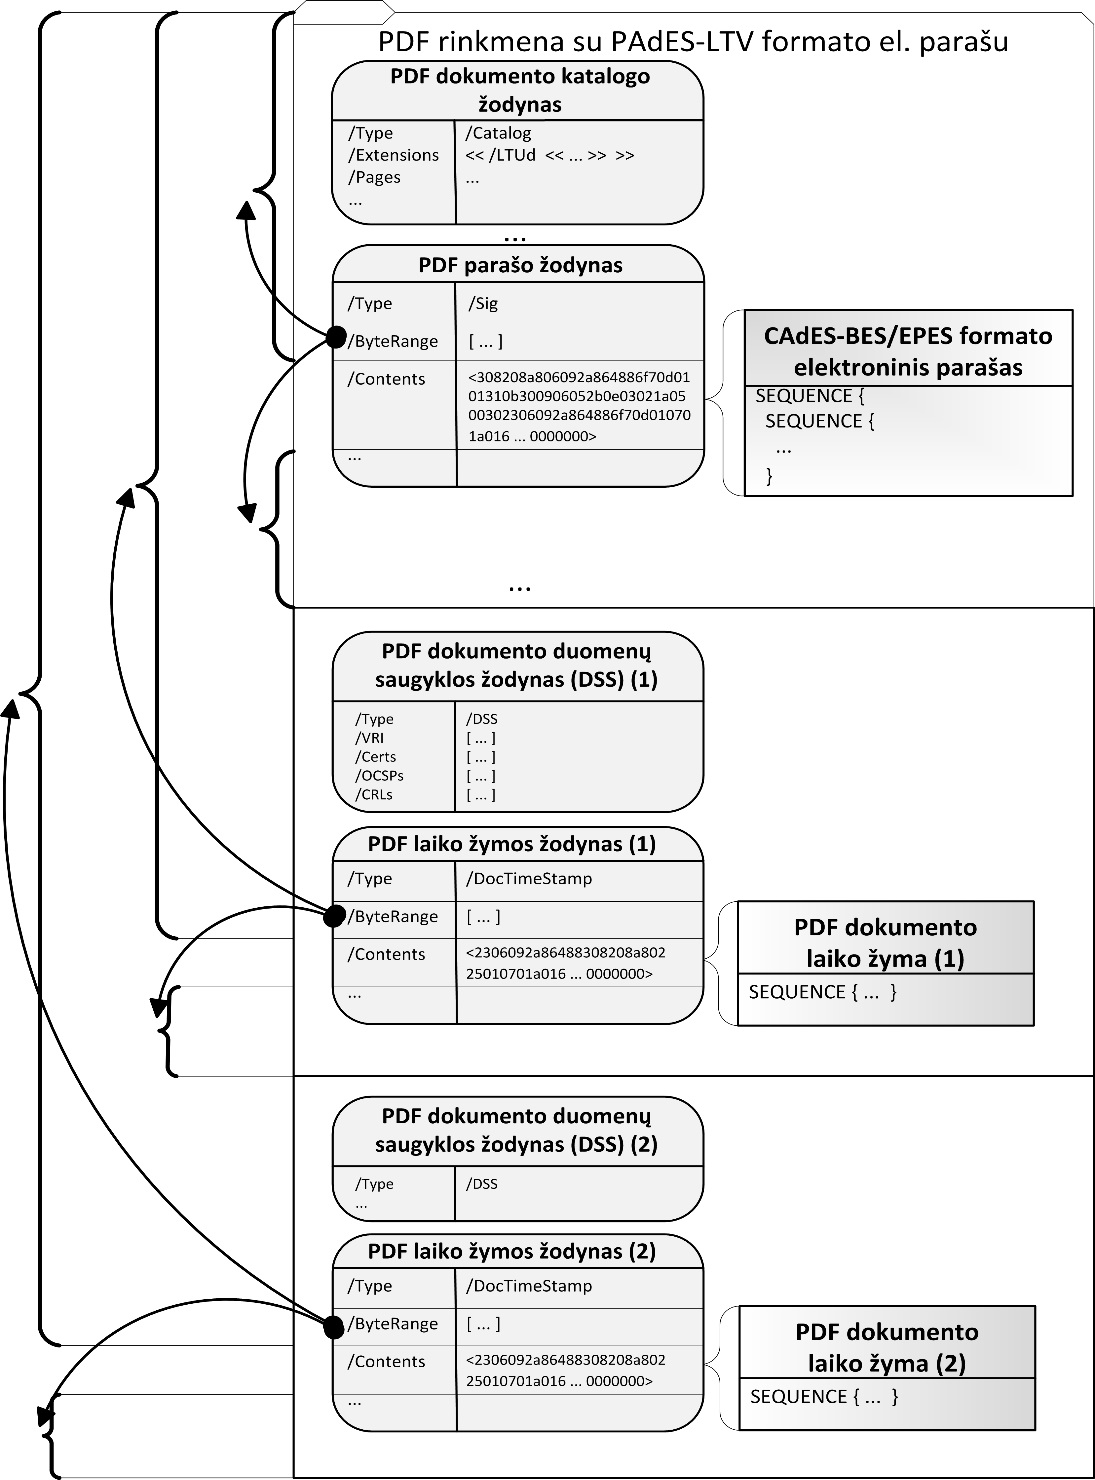 PDF rinkmena su PAdES-LTV formato el. parašu
PDF dokumento katalogo
žodynas
/Type /Catalog
/Extensions << /LTUd << ... >> >>
/Pages ...
...
...
PDF parašo žodynas
/Type /Sig
/ByteRange [ ... ]
/Contents <308208a806092a864886f70d01
01310b300906052b0e03021a05
00302306092a864886f70d01070
1a016 ... 0000000>
...
CAdES-BES/EPES formato
elektroninis parašas
SEQUENCE {
SEQUENCE {
...
}
...
PDF dokumento duomenų
saugyklos žodynas (DSS) (1)
/Type /DSS
/VRI [ ... ]
/Certs [ ... ]
/OCSPs [ ... ]
/CRLs [ ... ]
PDF laiko žymos žodynas (1)
/Type /DocTimeStamp
/ByteRange [ ... ]
/Contents <2306092a86488308208a802
25010701a016 ... 0000000>
...
PDF dokumento
laiko žyma (1)
SEQUENCE { ... }
PDF dokumento duomenų
saugyklos žodynas (DSS) (2)
/Type /DSS
...
PDF laiko žymos žodynas (2)
/Type /DocTimeStamp
/ByteRange [ ... ]
/Contents <2306092a86488308208a802
25010701a016 ... 0000000>
...
PDF dokumento
laiko žyma (2)
SEQUENCE { ... }